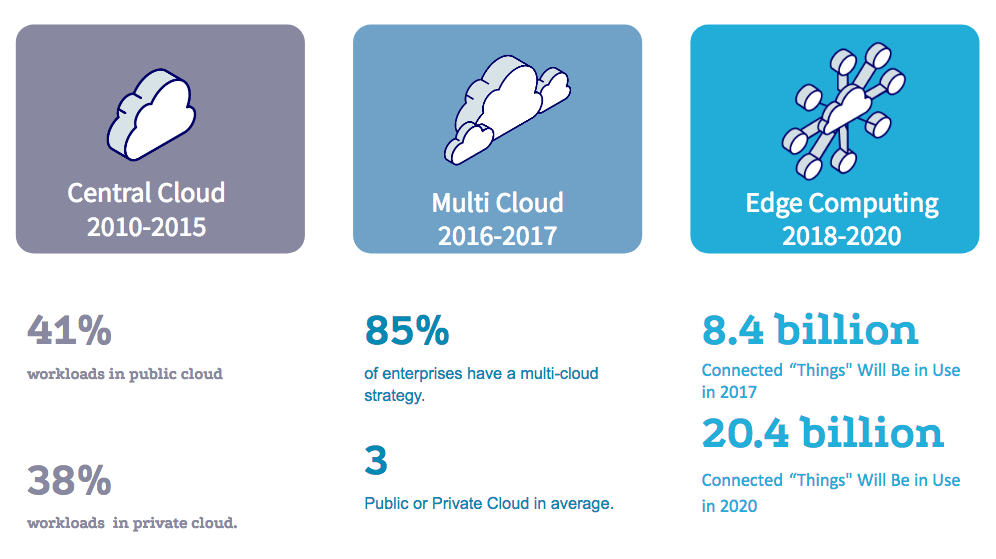 Central Cloud
2010-2015
Multi Cloud
2016-2017
Edge Computing
2018-2020
41%
workloads in public cloud
38%
workloads  in private cloud.
85%
of enterprises have a multi-cloud
strategy.
3
Public or Private Cloud in average.
8.4 billion
Connected “Things" Will Be in Use
in 2017
20.4 billion
Connected “Things" Will Be in Use
in 2020